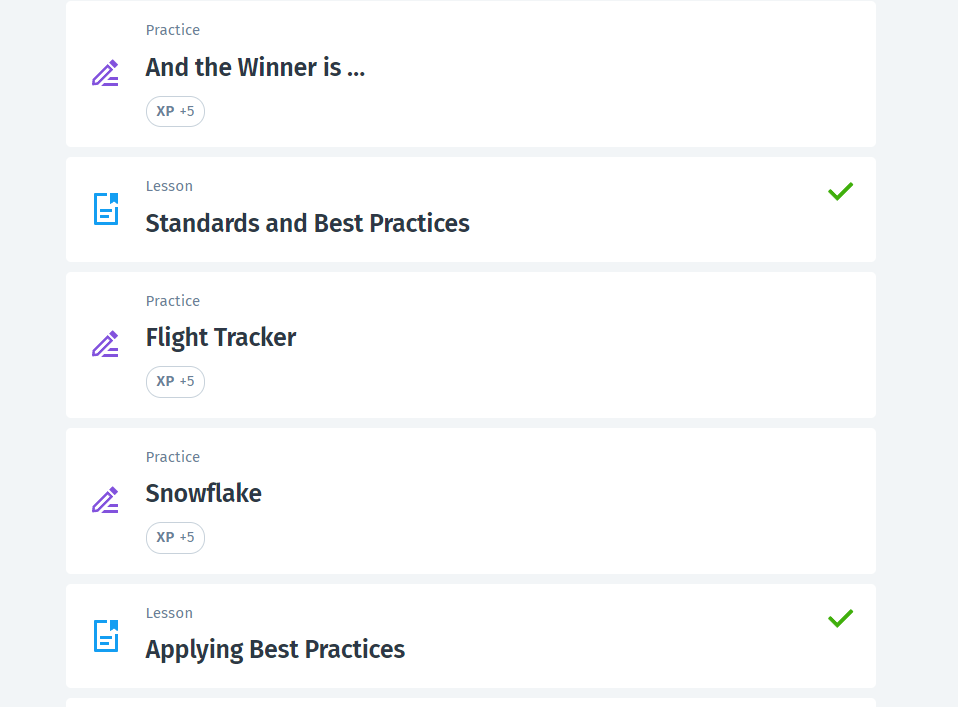 Practice
And the Winner is ...
XP +5
Lesson
Standards and Best Practices
Practice
Flight Tracker
XP +5
Practice
Snowflake
XP +5
Lesson
Applying Best Practices